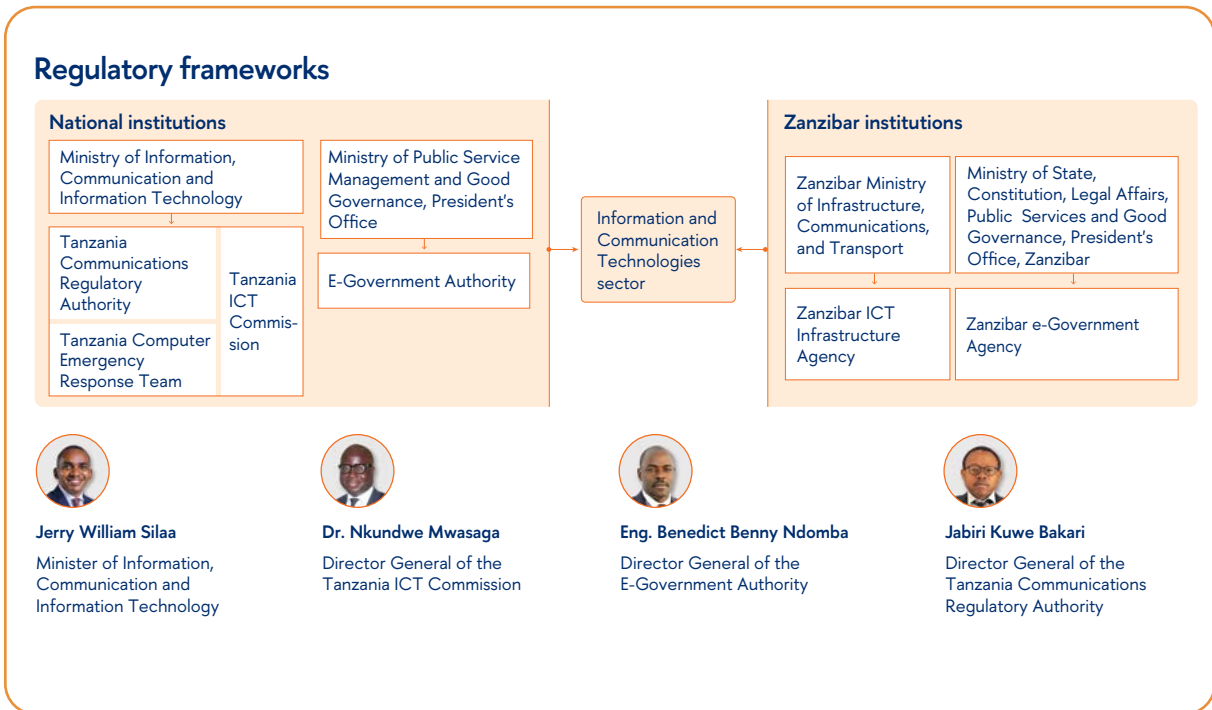 Regulatory frameworks
National institutions
Ministry of Information,
Communication and
Information Technology
Tanzania
Communications
Regulatory
Authority
Tanzania Computer
Emergency
Response Team
Tanzania
ICT
Commis-
sion
Ministry of Public Service
Management and Good
Governance, President's
Office
E-Government Authority
Information and
Communication
Technologies
sector
Zanzibar institutions
Zanzibar Ministry
of Infrastructure,
Communications,
and Transport
Zanzibar ICT
Infrastructure
Agency
Ministry of State,
Constitution, Legal Affairs,
Public Services and Good
Governance, President's
Office, Zanzibar
Zanzibar e-Government
Agency
Jerry William Silaa
Minister of Information,
Communication and
Information Technology
Dr. Nkundwe Mwasaga
Director General of the
Tanzania ICT Commission
Eng. Benedict Benny Ndomba
Director General of the
E-Government Authority
Jabiri Kuwe Bakari
Director General of the
Tanzania Communications
Regulatory Authority